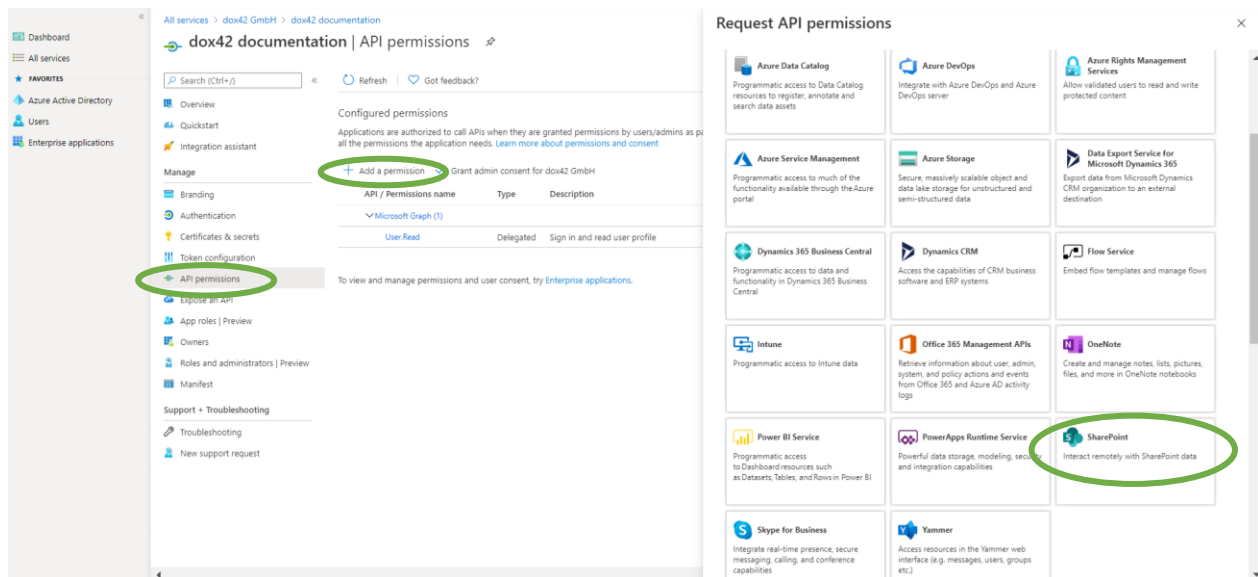 «
Dashboard
All services
FAVORITES
Azure Active Directory
Users
Enterprise applications
All services > dox42 GmbH > dox42 documentation
dox42 documentation | API permissions
Search (Ctrl+/)
«
Overview
Quickstart
Integration assistant
Manage
Branding
Authentication
Certificates & secrets
Token configuration
API permissions
Expose an API
App roles | Preview
Owners
Roles and administrators | Preview
Manifest
Support + Troubleshooting
Troubleshooting
New support request
Refresh
Got feedback?
Configured permissions
Applications are authorized to call APIs when they are granted permissions by users/admins as pa
all the permissions the application needs. Learn more about permissions and consent
+ Add a permission
Grant admin consent for dox42 GmbH
API / Permissions name Type Description
Microsoft Graph (1)
User.Read Delegated Sign in and read user profile
To view and manage permissions and user consent, try Enterprise applications.
Request API permissions
Azure Data Catalog
Programmatic access to Data Catalog
resources to register, annotate and
search data assets
Azure DevOps
Integrate with Azure DevOps and Azure
DevOps server
Azure Rights Management
Services
Allow validated users to read and write
protected content
Azure Service Management
Programmatic access to much of the
functionality available through the Azure
portal
Azure Storage
Secure, massively scalable object and
data lake storage for unstructured and
semi-structured data
Data Export Service for
Microsoft Dynamics 365
Export data from Microsoft Dynamics
CRM organization to an external
destination
Dynamics 365 Business Central
Programmatic access to data and
functionality in Dynamics 365 Business
Central
Dynamics CRM
Access the capabilities of CRM business
software and ERP systems
Flow Service
Embed flow templates and manage flows
Intune
Programmatic access to Intune data
Office 365 Management APIs
Retrieve information about user, admin,
system, and policy actions and events
from Office 365 and Azure AD activity
logs
OneNote
Create and manage notes, lists, pictures,
files, and more in OneNote notebooks
Power BI Service
Programmatic access
to Dashboard resources such
as Datasets, Tables, and Rows in Power BI
PowerApps Runtime Service
Powerful data storage, modeling, security
and integration capabilities
SharePoint
Interact remotely with SharePoint data
Skype for Business
Integrate real-time presence, secure
messaging, calling, and conference
capabilities
Yammer
Access resources in the Yammer web
interface (e.g. messages, users, groups
etc.)